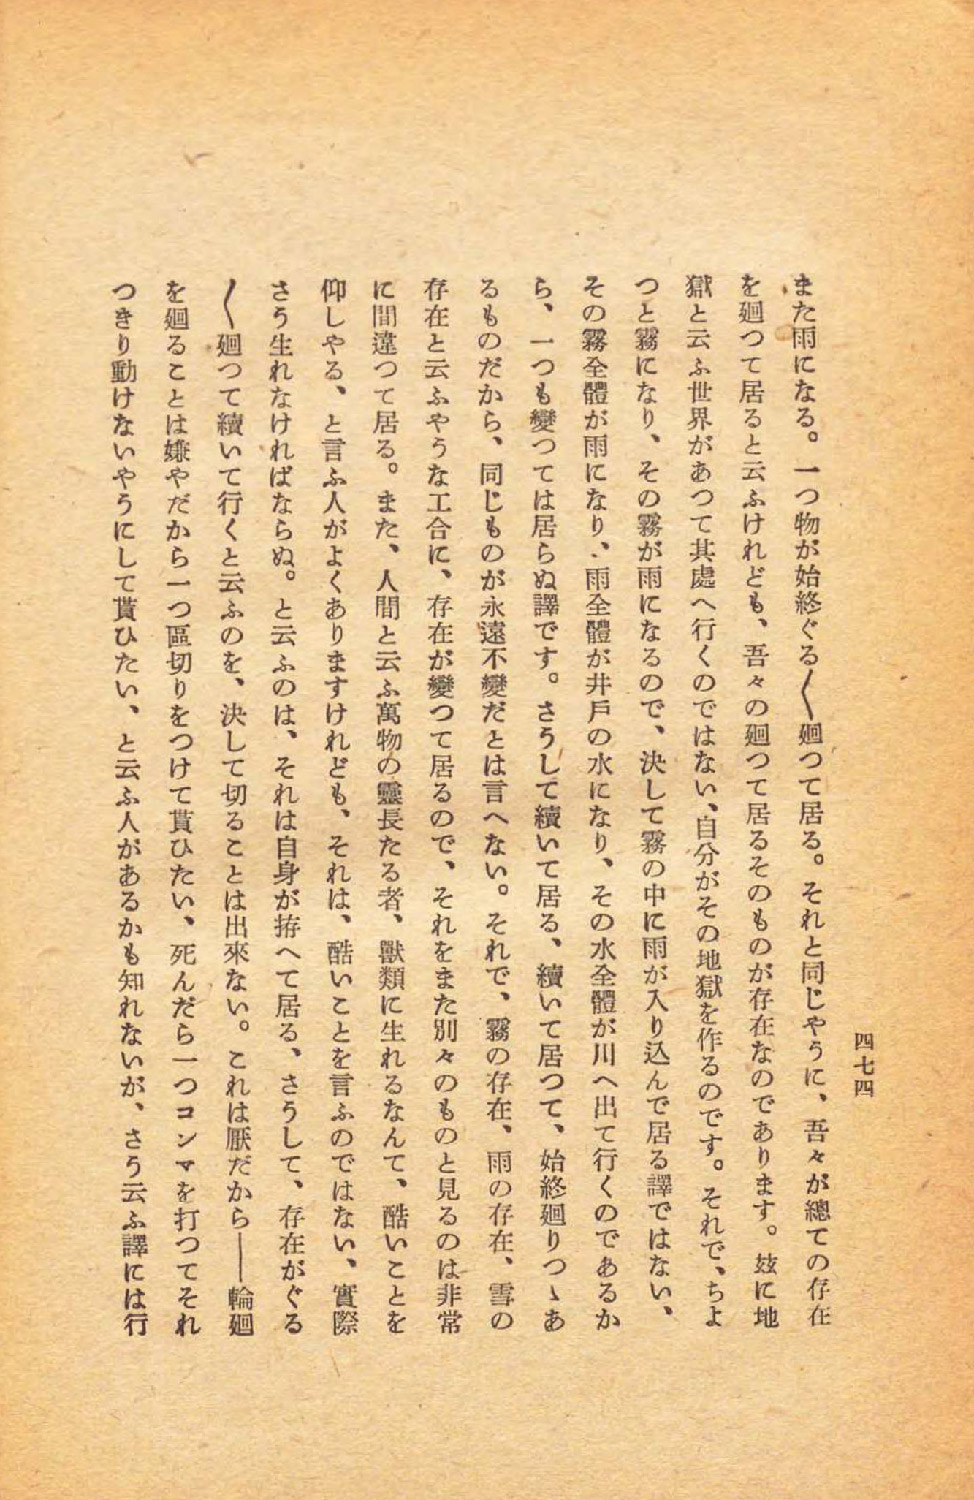 四七四
また雨になる。一つ物が始終ぐる〳〵廻つて居る。それと同じやうに、吾々が總ての存在
を廻つて居ると云ふけれども、吾々の廻つて居るそのものが存在なのであります。玆に地
獄と云ふ世界があつて其處へ行くのではない、自分がその地獄を作るのです。それで、ちよ
つと霧になり、その霧が雨になるので、決して霧の中に雨が入り込んで居る譯ではない、
その霧全體が雨になり、雨全體が井戸の水になり、その水全體が川へ出て行くのであるか
ら、一つも變つては居らぬ譯です。さうして續いて居る、續いて居つて、始終廻りつゝあ
るものだから、同じものが永遠不變だとは言へない。それで、霧の存在、雨の存在、雪の
存在と云ふやうな工合に、存在が變つて居るので、それをまた別々のものと見るのは非常
に間違つて居る。また、人間と云ふ萬物の靈長たる者、獸類に生れるなんて、酷いことを
仰しやる、と言ふ人がよくありますけれども、それは、酷いことを言ふのではない、實際
さう生れなければならぬ。と云ふのは、それは自身が拵へて居る、さうして、存在がぐる
〳〵廻つて續いて行くと云ふのを、決して切ることは出來ない。これは厭だから――輪廻
を廻ることは嫌やだから一つ區切りをつけて貰ひたい、死んだら一つコンマを打つてそれ
つきり動けないやうにして貰ひたい、と云ふ人があるかも知れないが、さう云ふ譯には行